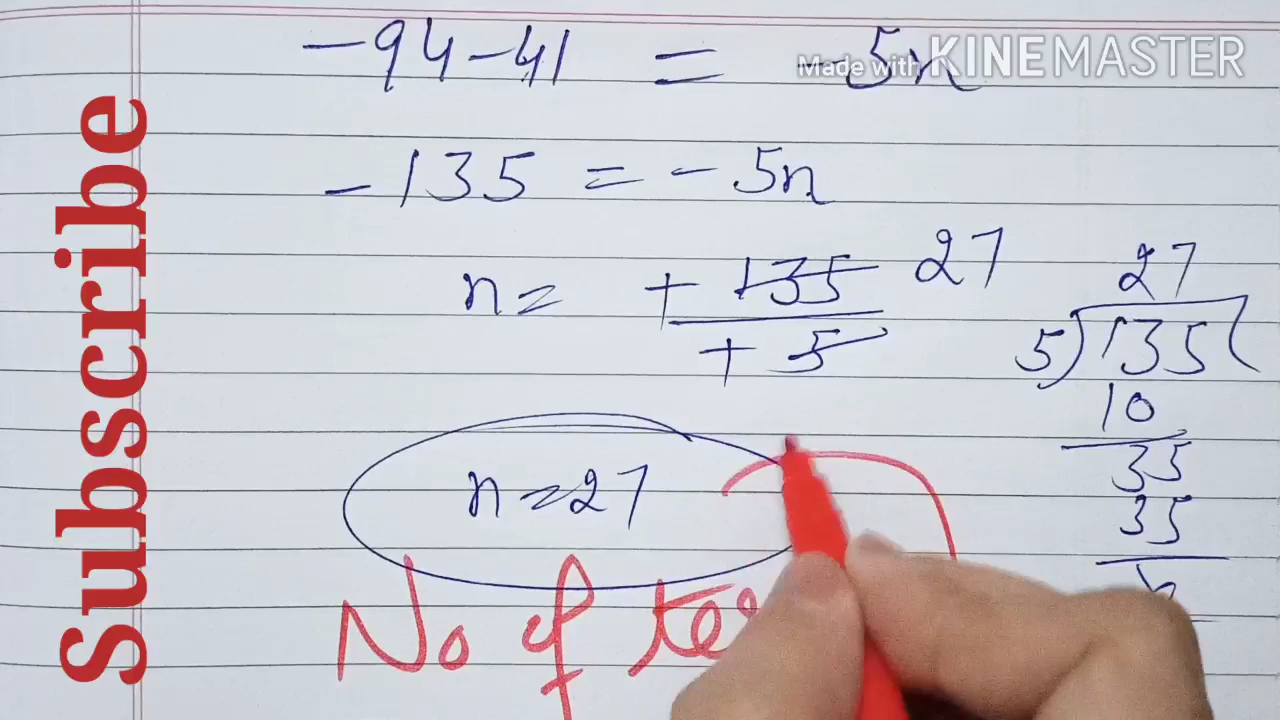 Made with KINEMASTER
Subscribe
-94-41 = -5n
-135 = -5n
n = +135 27
+5
27
5)135(
10
35
35
n=27
No of